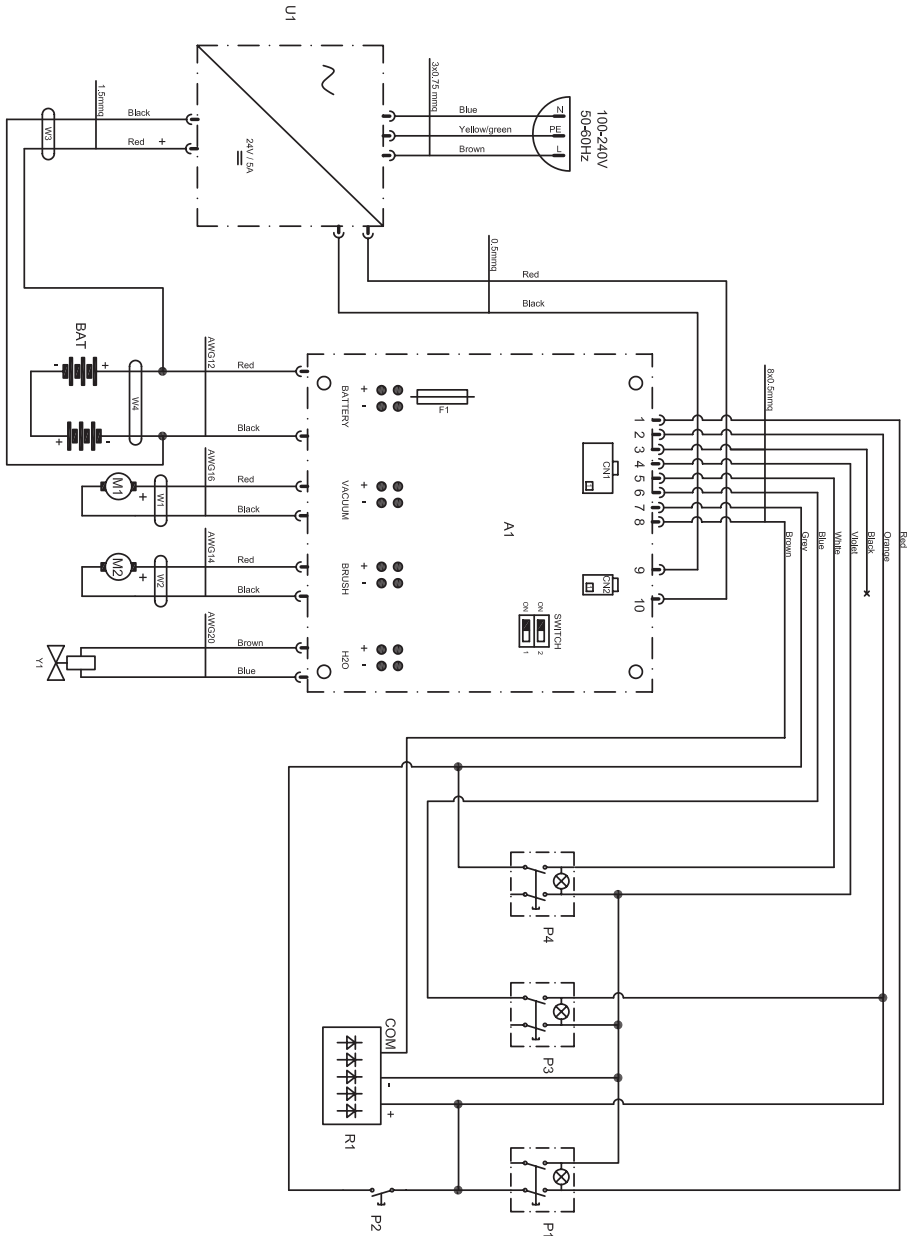 U1
100-240V
50-60Hz
N
PE
L
3x0.75 mmq
Blue
Yellow/green
Brown
1.5mmq
Black
Red
+
W3
24V / 5A
0.5mmq
Red
Black
BAT
-
+
+
-
W4
AWG12
Red
Black
AWG16
Red
Black
M1
+
W1
AWG14
Red
Black
M2
+
W2
AWG20
Brown
Blue
Y1
BATTERY
+
-
F1
VACUUM
+
-
BRUSH
+
-
H2O
+
-
A1
CN1
CN2
SWITCH
ON
ON
1
2
1
2
3
4
5
6
7
8
9
10
8x0.5mmq
Brown
Grey
Blue
White
Violet
Black
Orange
Red
P4
P3
COM
-
+
R1
P2
P1